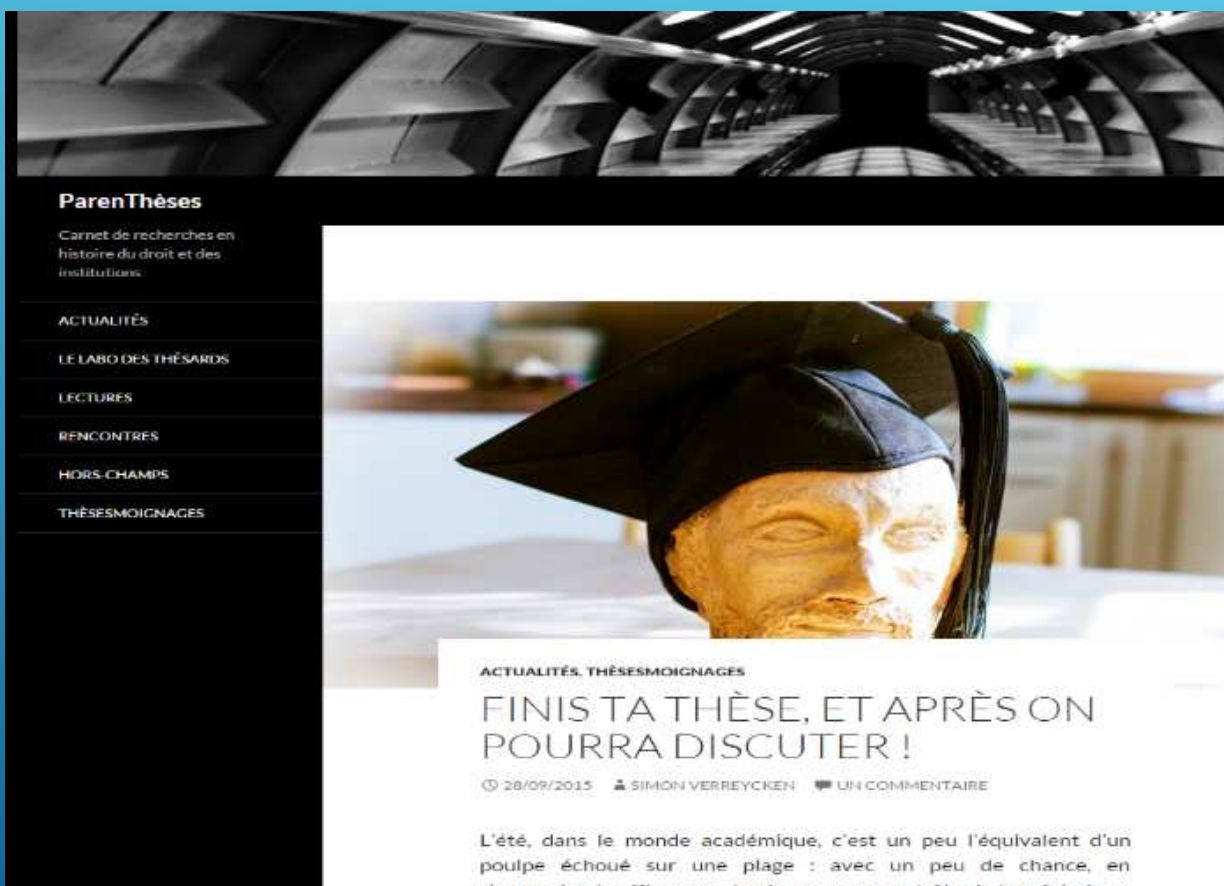 ParenThèses
Carnet de recherches en
histoire du droit et des
institutions
ACTUALITÉS
LE LABO DES THÉSARDS
LECTURES
RENCONTRES
HORS-CHAMPS
THÈSESMOIGNAGES
ACTUALITÉS, THÈSESMOIGNAGES
FINIS TA THÈSE, ET APRÈS ON
POURRA DISCUTER !
28/09/2015 SIMON VERREYCKEN UN COMMENTAIRE
L'été, dans le monde académique, c'est un peu l'équivalent d'un
poulpe échoué sur une plage : avec un peu de chance, en